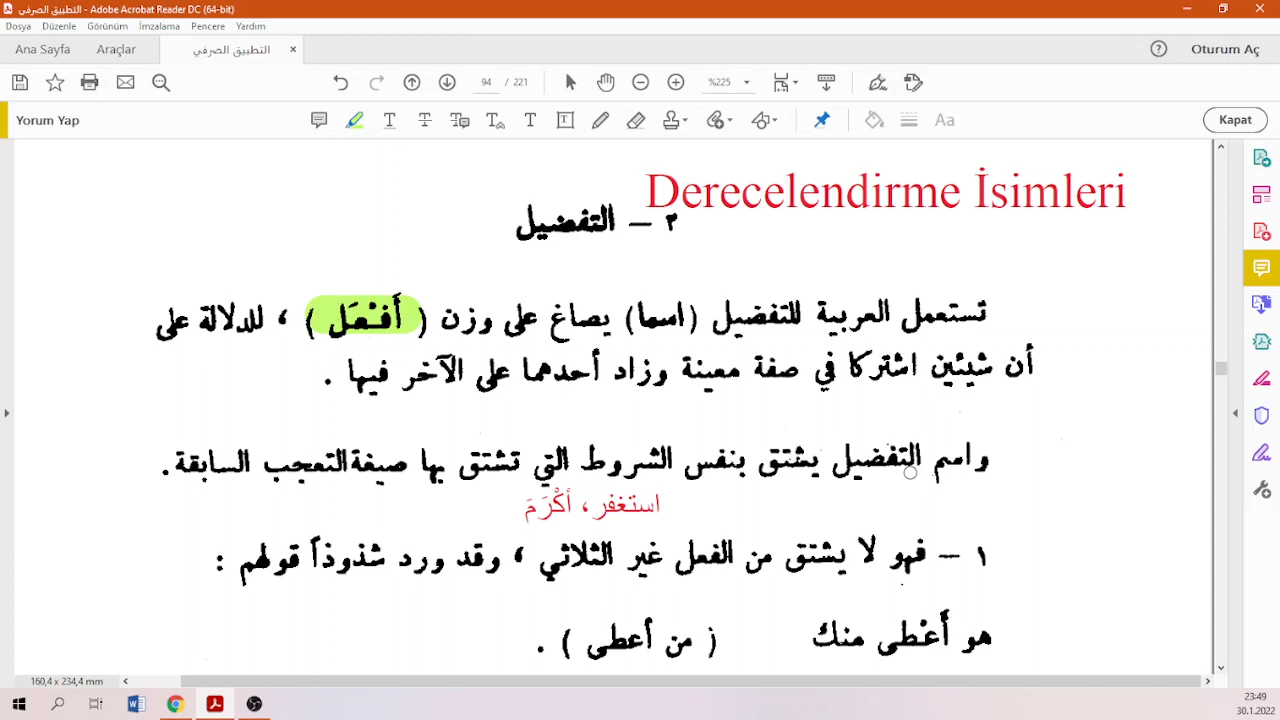 التطبيق الصرفي - Adobe Acrobat Reader DC (64-bit)
Dosya Düzenle Görünüm İmzalama Pencere Yardım
Ana Sayfa Araçlar التطبيق الصرفي × Oturum Aç
94 / 221 %225
Yorum Yap Aa Kapat
Derecelendirme İsimleri
٢ – التفضيل
تستعمل العربية للتفضيل (اسما) يصاغ على وزن ( أَفْعَل ) ، للدلالة على
أن شيئين اشتركا في صفة معينة وزاد أحدهما على الآخر فيها .
واسم التفضيل يشتق بنفس الشروط التي تشتق بها صيغة التعجب السابقة .
استغفر، أكْرَمَ
١ – فهو لا يشتق من الفعل غير الثلاثي ، وقد ورد شذوذاً قولهم :
هو أَعْطى منك ( من أعطى ) .
160,4 x 234,4 mm
23:49
30.1.2022